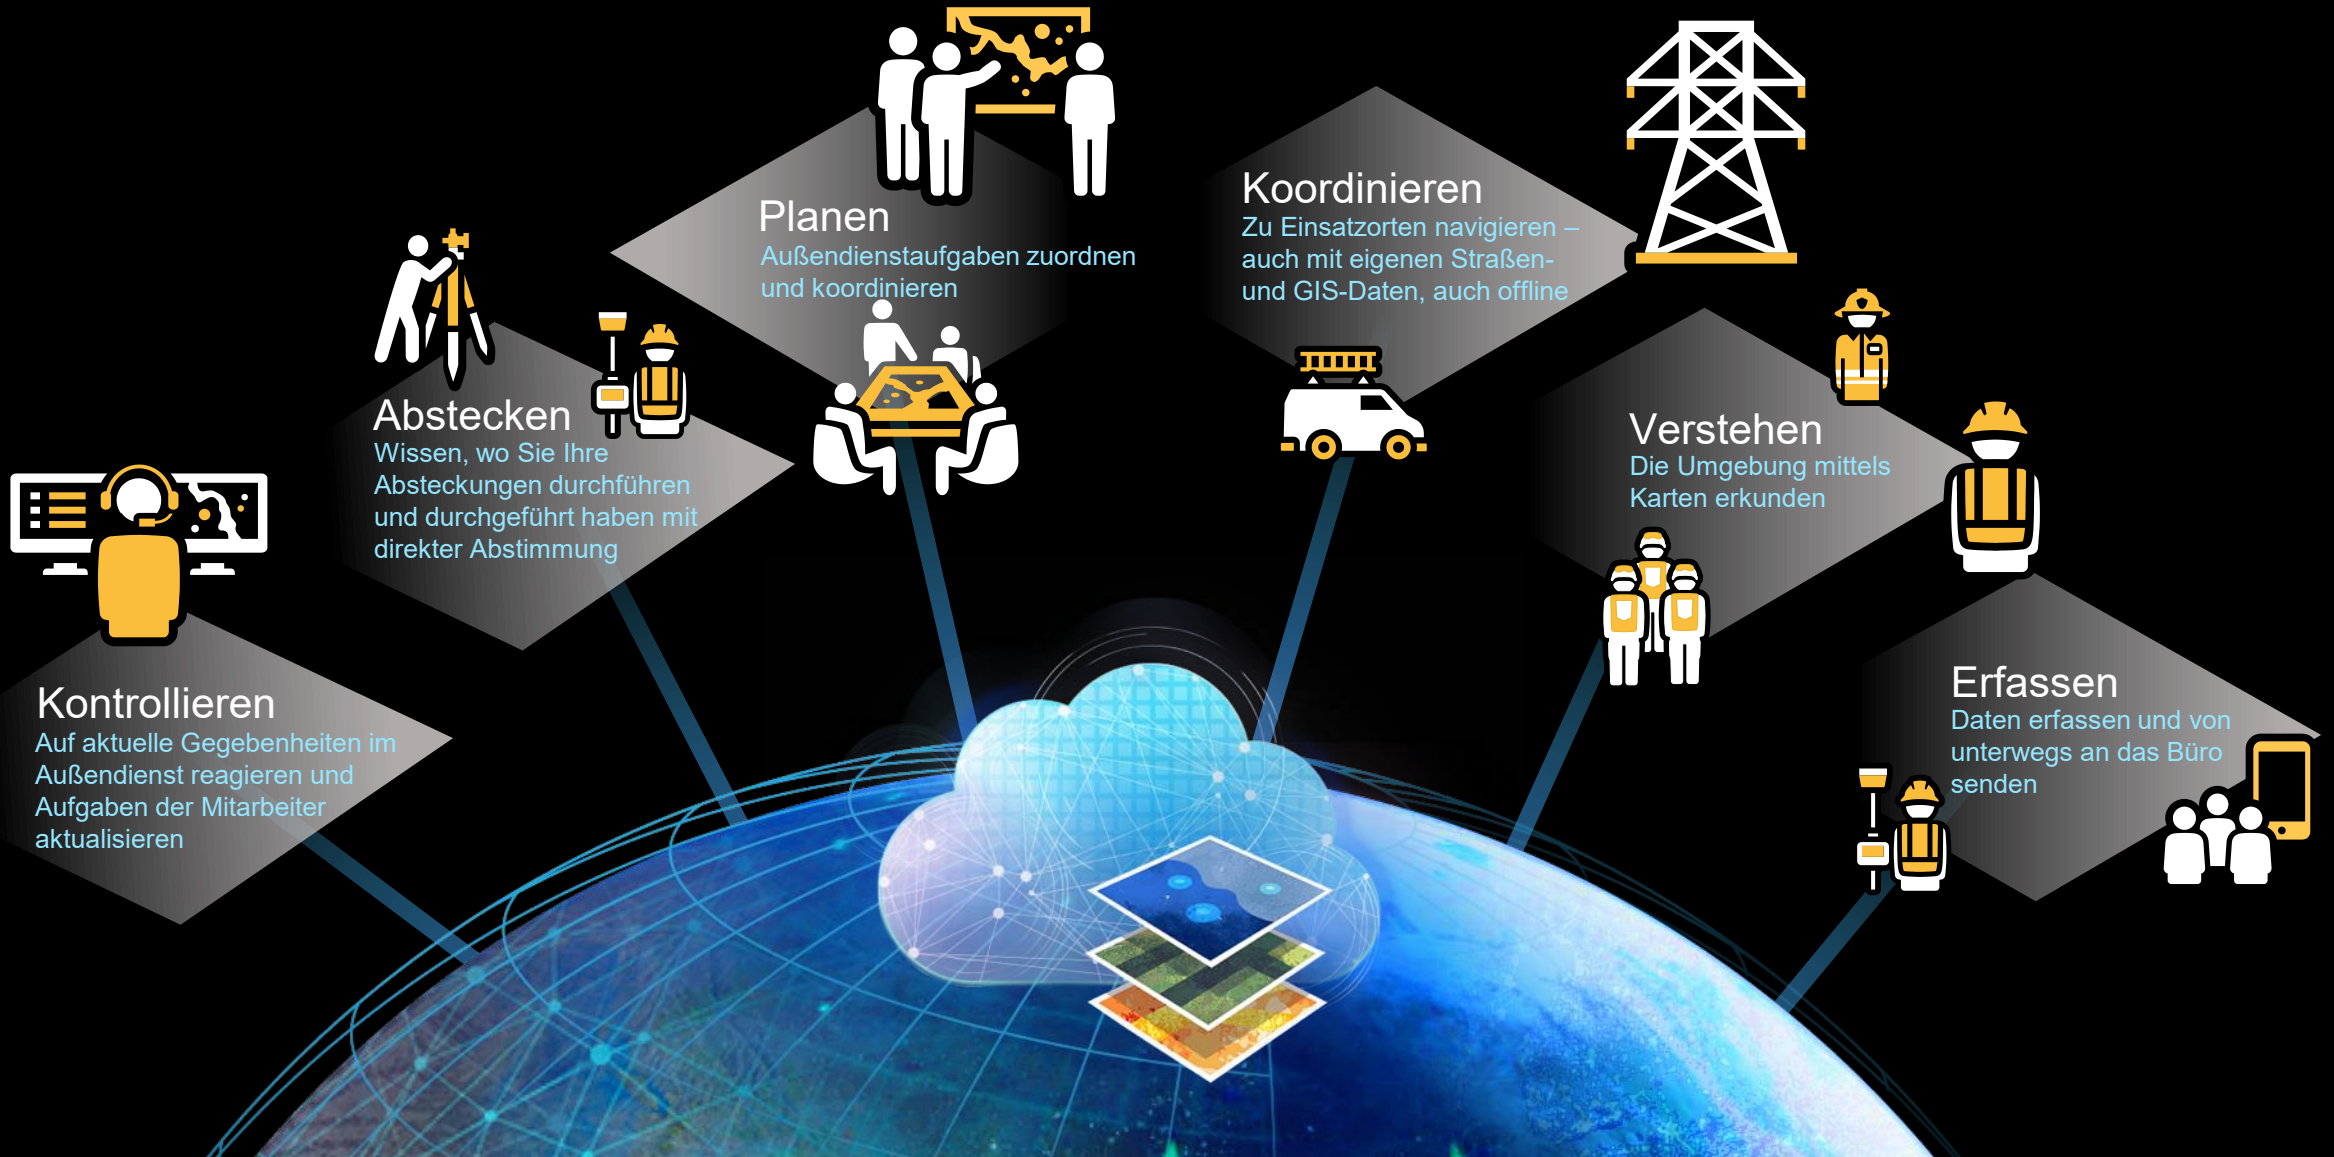 Planen
Außendienstaufgaben zuordnen
und koordinieren
Koordinieren
Zu Einsatzorten navigieren –
auch mit eigenen Straßen-
und GIS-Daten, auch offline
Abstecken
Wissen, wo Sie Ihre
Absteckungen durchführen
und durchgeführt haben mit
direkter Abstimmung
Verstehen
Die Umgebung mittels
Karten erkunden
Kontrollieren
Auf aktuelle Gegebenheiten im
Außendienst reagieren und
Aufgaben der Mitarbeiter
aktualisieren
Erfassen
Daten erfassen und von
unterwegs an das Büro
senden